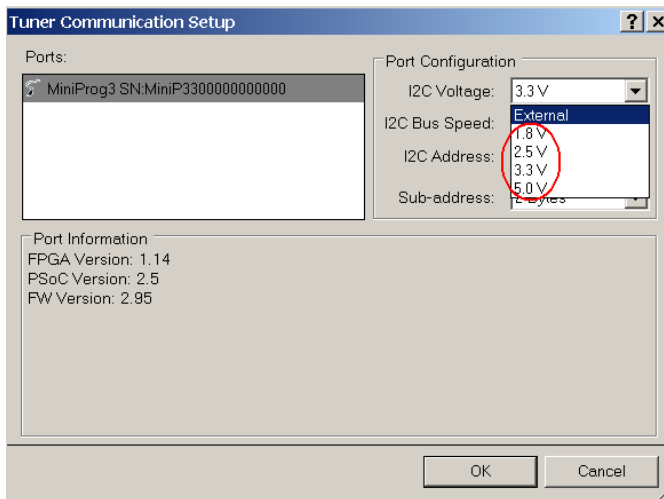 Tuner Communication Setup
Ports:
MiniProg3 SN:MiniP3300000000000
Port Configuration
I2C Voltage: 3.3 V
External
I2C Bus Speed:
1.8 V
I2C Address:
2.5 V
3.3 V
5.0 V
Sub-address: 2 Bytes
Port Information
FPGA Version: 1.14
PSoC Version: 2.5
FW Version: 2.95
OK
Cancel